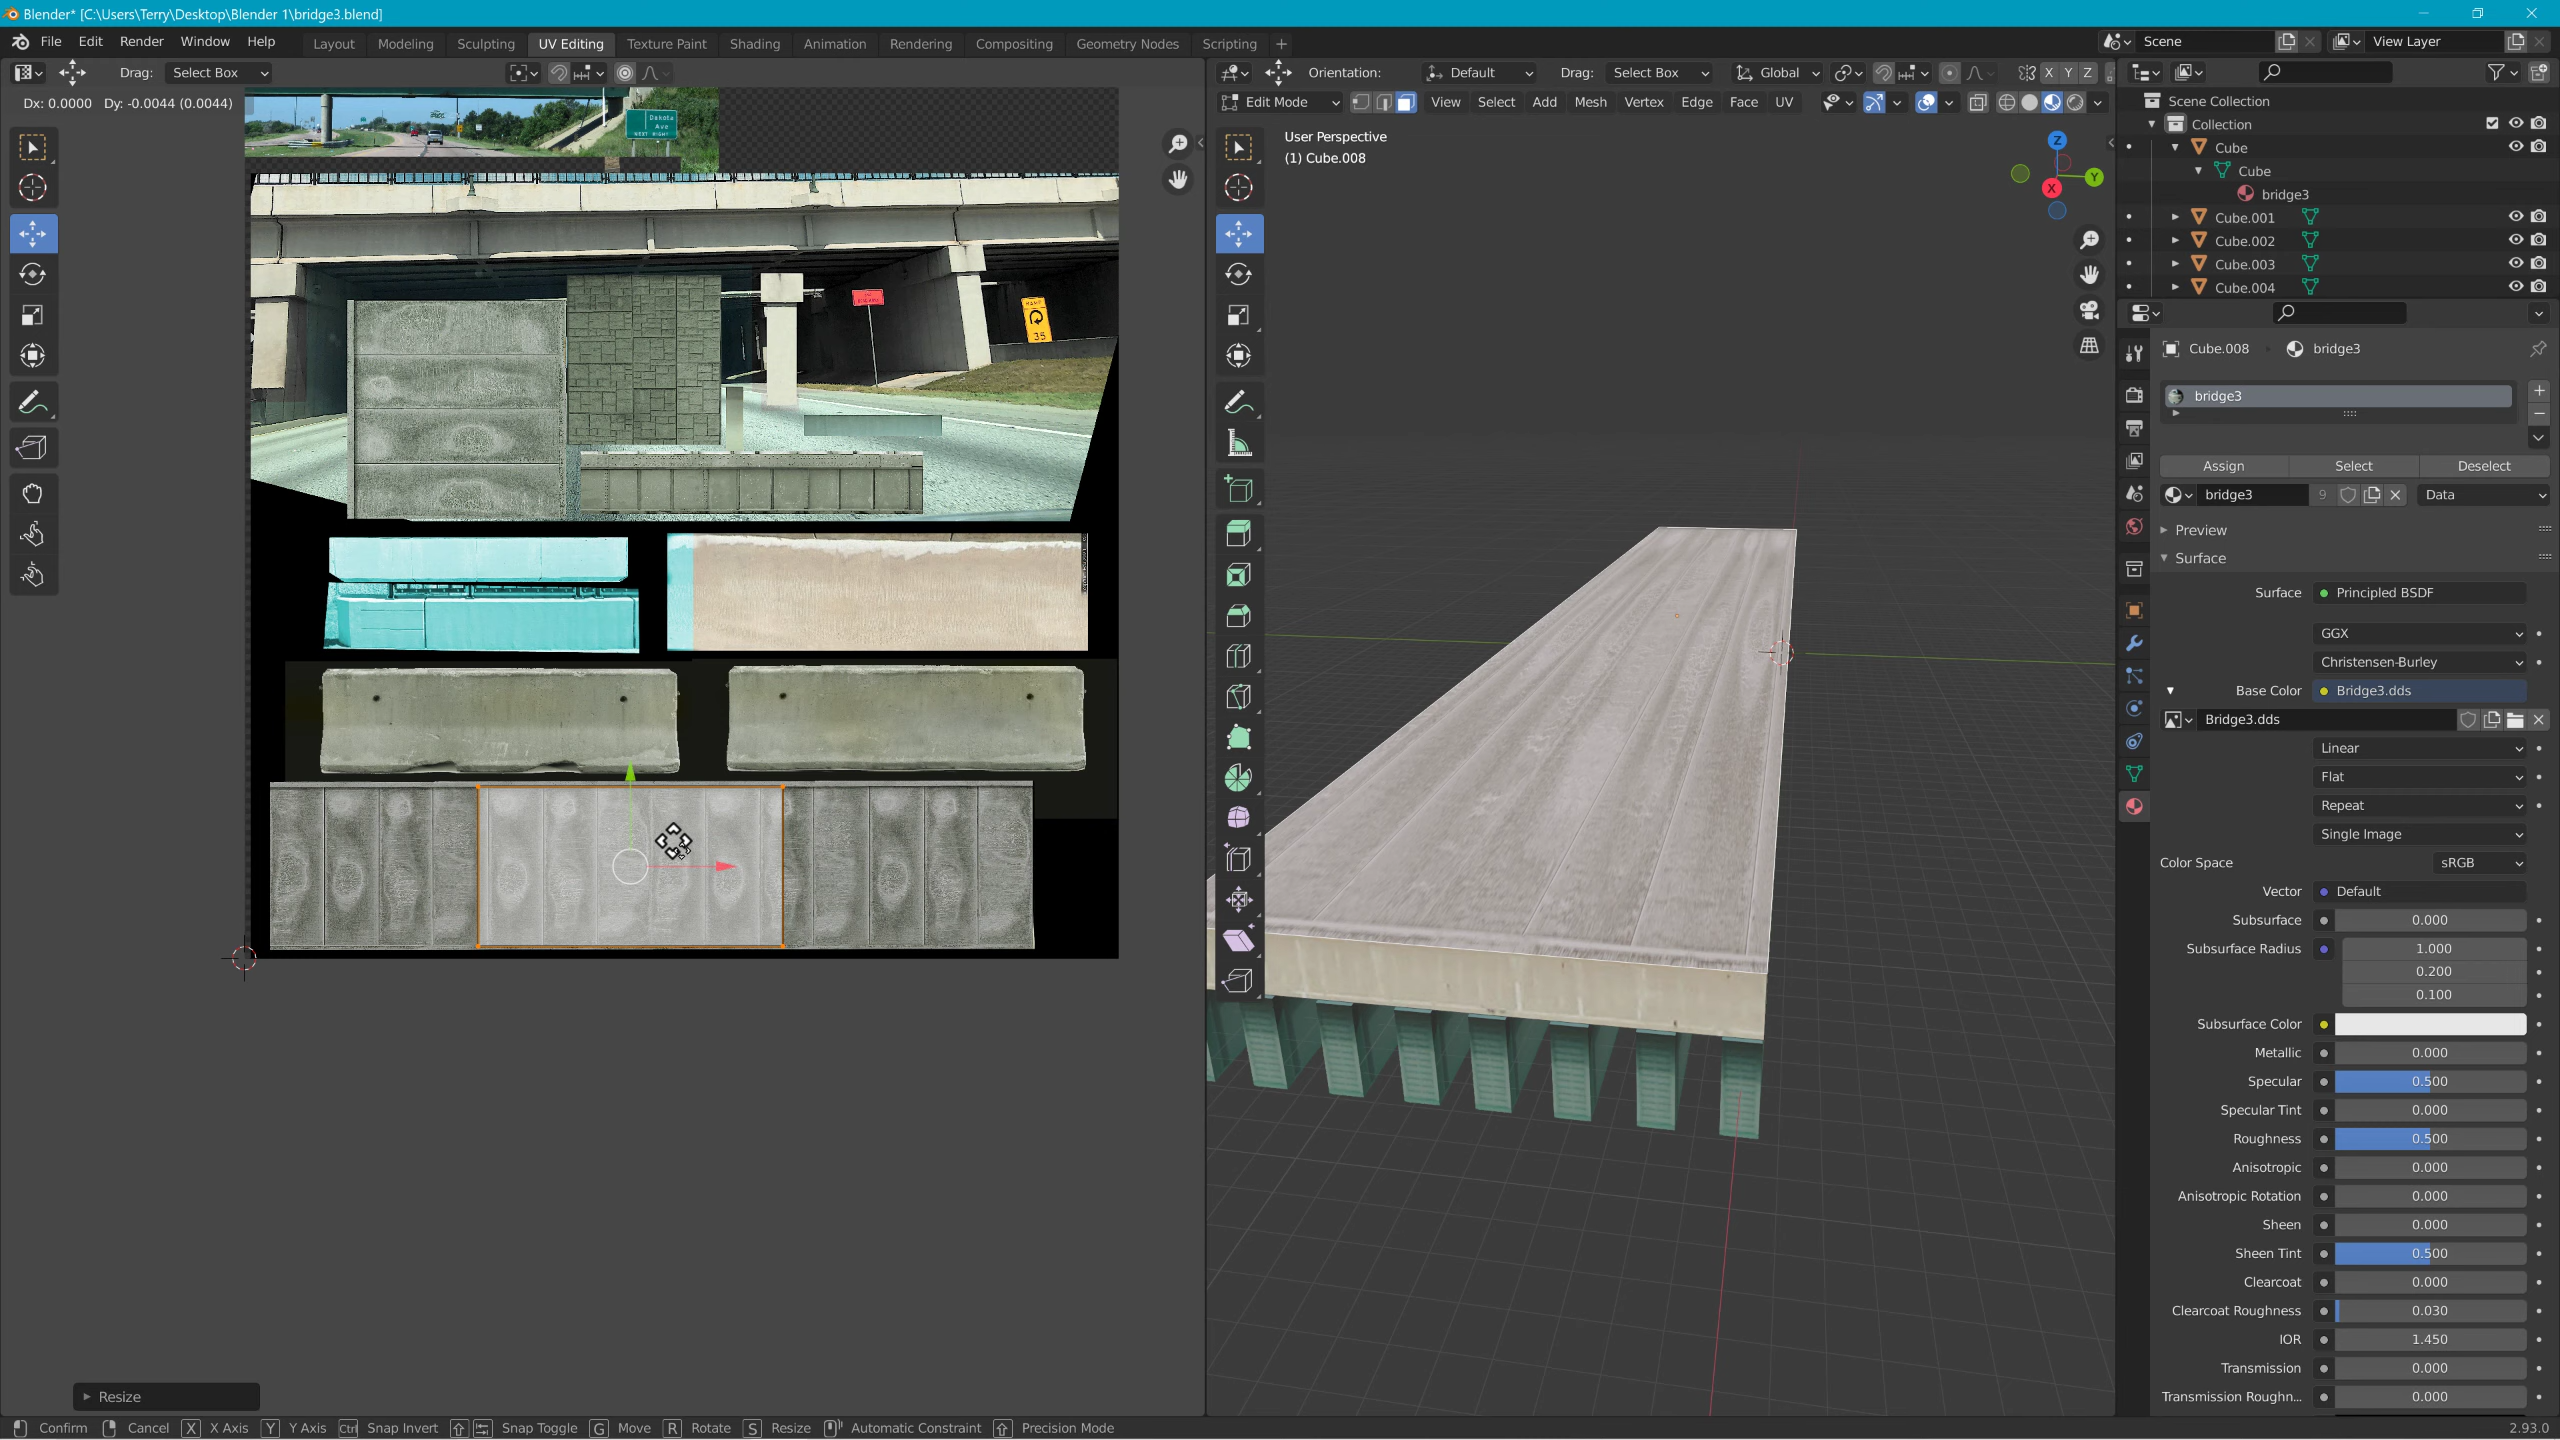 Blender* [C:\Users\Terry\Desktop\Blender 1\bridge3.blend]
File Edit Render Window Help Layout Modeling Sculpting UV Editing Texture Paint Shading Animation Rendering Compositing Geometry Nodes Scripting + Scene View Layer
Drag: Select Box
Orientation: Default Drag: Select Box Global X Y Z
Dx: 0.0000 Dy: -0.0044 (0.0044)
Edit Mode View Select Add Mesh Vertex Edge Face UV
Dakota
Ave
NEXT RIGHT
35
User Perspective
(1) Cube.008
Z
Y
X
Scene Collection
Collection
Cube
Cube
bridge3
Cube.001
Cube.002
Cube.003
Cube.004
Cube.008 bridge3
bridge3
Assign Select Deselect
bridge3 9 Data
Preview
Surface
Surface Principled BSDF
GGX
Christensen-Burley
Base Color Bridge3.dds
Bridge3.dds
Linear
Flat
Repeat
Single Image
Color Space sRGB
Vector Default
Subsurface 0.000
Subsurface Radius 1.000
0.200
0.100
Subsurface Color
Metallic 0.000
Specular 0.500
Specular Tint 0.000
Roughness 0.500
Anisotropic 0.000
Anisotropic Rotation 0.000
Sheen 0.000
Sheen Tint 0.500
Clearcoat 0.000
Clearcoat Roughness 0.030
IOR 1.450
Transmission 0.000
Transmission Roughn... 0.000
Resize
Confirm Cancel X X Axis Y Y Axis Ctrl Snap Invert Snap Toggle G Move R Rotate S Resize Automatic Constraint Precision Mode 2.93.0